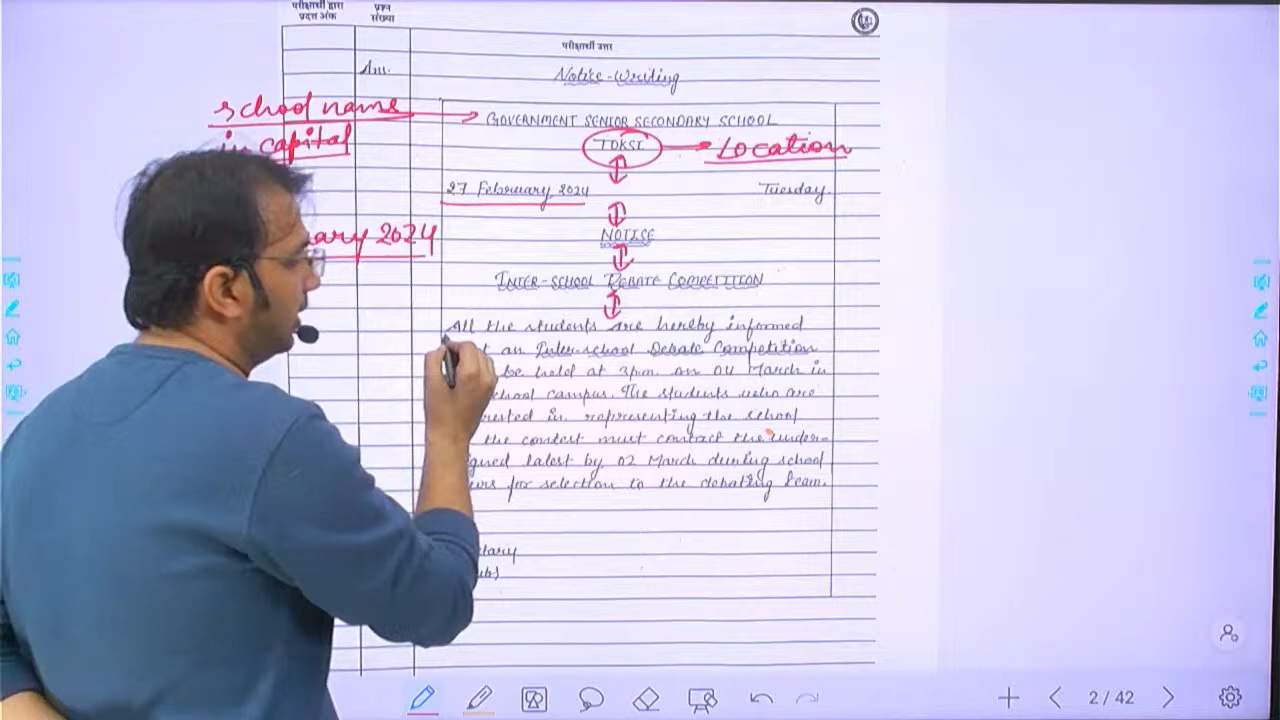 परीक्षार्थी द्वारा
प्रदत्त अंक
प्रश्न
संख्या
परीक्षार्थी उत्तर
Ans.
Notice-Writing
school name
in capital
GOVERNMENT SENIOR SECONDARY SCHOOL
TOKSI
Location
27 February 2024
Tuesday
ary 2024
NOTICE
INTER-SCHOOL DEBATE COMPETITION
All the students are hereby informed
an Inter-school Debate Competition
be held at 3pm. on 04 March in
school campus. The students who are
rested in representing the school
the contest must contact the under-
igned latest by 02 March during school
for selection to the debating team.
tary
2 / 42